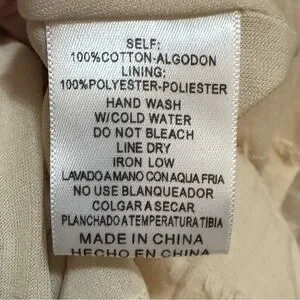 SELF:
100%COTTON-ALGODON
LINING:
100%POLYESTER-POLIESTER
HAND WASH
W/COLD WATER
DO NOT BLEACH
LINE DRY
IRON LOW
LAVADO A MANO CON AQUA FRIA
NO USE BLANQUEADOR
COLGAR A SECAR
PLANCHADO A TEMPERATURA TIBIA
MADE IN CHINA
HECHO EN CHINA